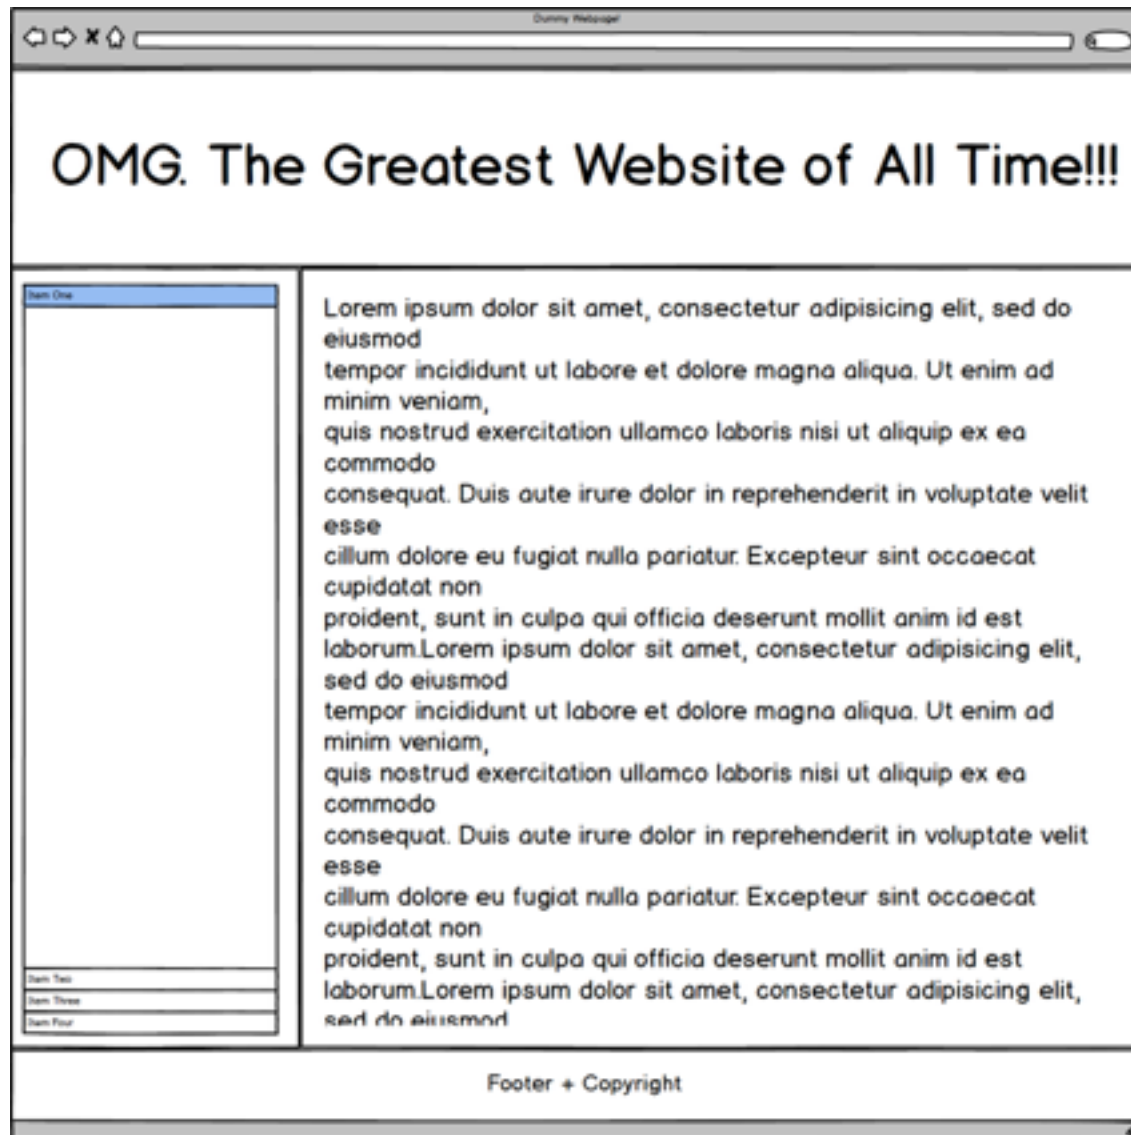 Dummy Webpage!
OMG. The Greatest Website of All Time!!!
Item One
Item Two
Item Three
Item Four
Lorem ipsum dolor sit amet, consectetur adipisicing elit, sed do
eiusmod
tempor incididunt ut labore et dolore magna aliqua. Ut enim ad
minim veniam,
quis nostrud exercitation ullamco laboris nisi ut aliquip ex ea
commodo
consequat. Duis aute irure dolor in reprehenderit in voluptate velit
esse
cillum dolore eu fugiat nulla pariatur. Excepteur sint occaecat
cupidatat non
proident, sunt in culpa qui officia deserunt mollit anim id est
laborum.Lorem ipsum dolor sit amet, consectetur adipisicing elit,
sed do eiusmod
tempor incididunt ut labore et dolore magna aliqua. Ut enim ad
minim veniam,
quis nostrud exercitation ullamco laboris nisi ut aliquip ex ea
commodo
consequat. Duis aute irure dolor in reprehenderit in voluptate velit
esse
cillum dolore eu fugiat nulla pariatur. Excepteur sint occaecat
cupidatat non
proident, sunt in culpa qui officia deserunt mollit anim id est
laborum.Lorem ipsum dolor sit amet, consectetur adipisicing elit,
sed do eiusmod
Footer + Copyright